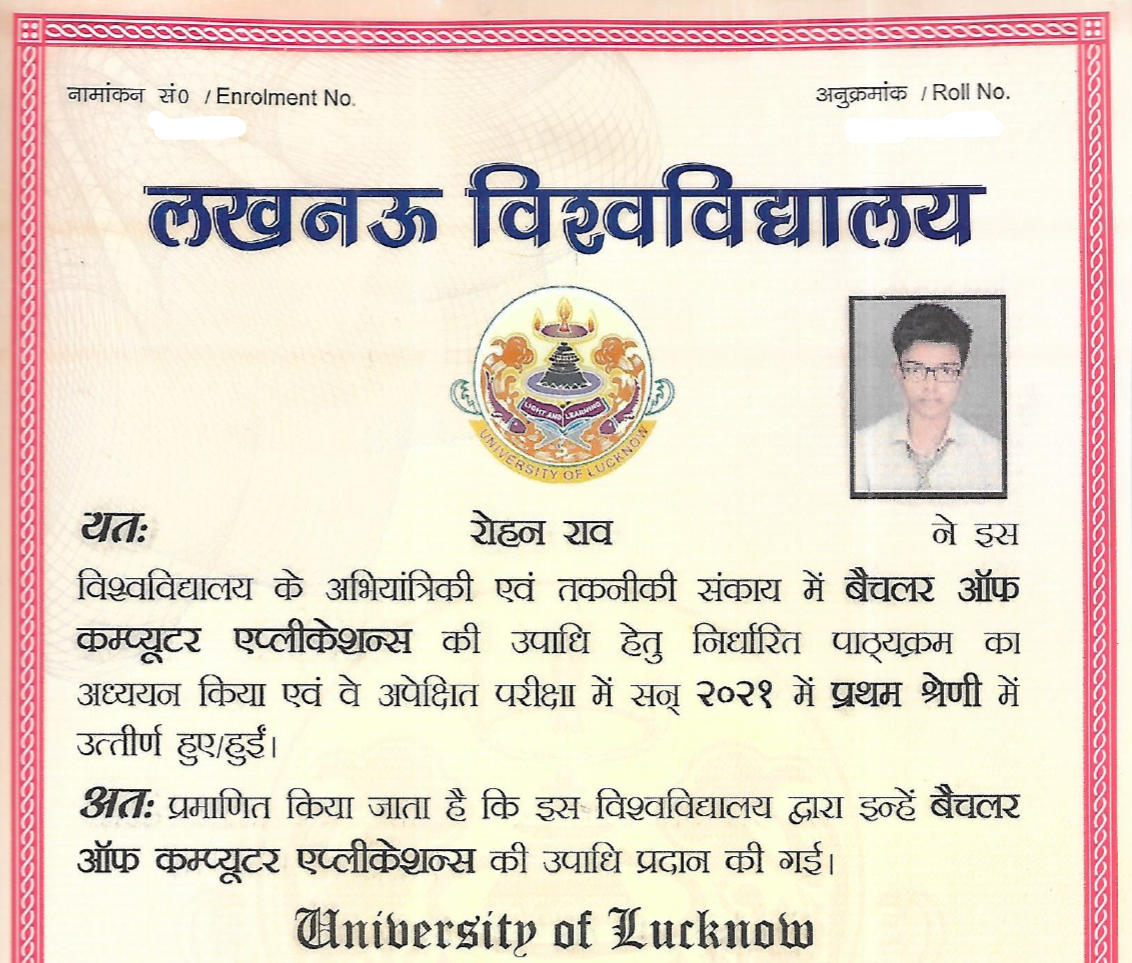 नामांकन सं0 / Enrolment No. अनुक्रमांक / Roll No.
लखनऊ विश्वविद्यालय
LIGHT AND LEARNING
UNIVERSITY OF LUCKNOW
यत: रोहन राव ने इस
विश्वविद्यालय के अभियांत्रिकी एवं तकनीकी संकाय में बैचलर ऑफ
कम्प्यूटर एप्लीकेशन्स की उपाधि हेतु निर्धारित पाठ्यक्रम का
अध्ययन किया एवं वे अपेक्षित परीक्षा में सन् २०२१ में प्रथम श्रेणी में
उत्तीर्ण हुए/हुईं।
अत: प्रमाणित किया जाता है कि इस विश्वविद्यालय द्वारा इन्हें बैचलर
ऑफ कम्प्यूटर एप्लीकेशन्स की उपाधि प्रदान की गई।
University of Lucknow